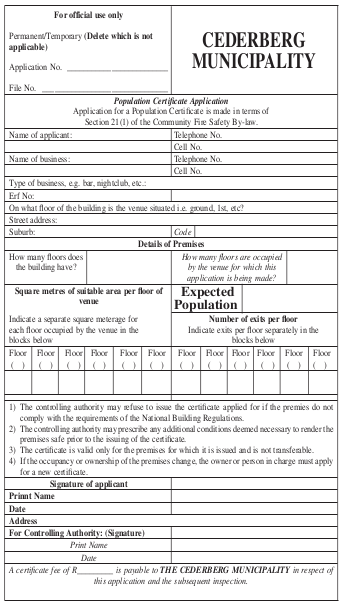 For official use only
Permanent/Temporary (Delete which is not
applicable)
Application No. ____________________
File No. ____________________
CEDERBERG
MUNICIPALITY
Population Certificate Application
Application for a Population Certificate is made in terms of
Section 21(1) of the Community Fire Safety By-law.
Name of applicant:
Telephone No.
Cell No.
Name of business:
Telephone No.
Cell No.
Type of business, e.g. bar, nightclub, etc.:
Erf No:
On what floor of the building is the venue situated i.e. ground, 1st, etc?
Street address:
Suburb:
Code
Details of Premises
How many floors does
the building have?
How many floors are occupied
by the venue for which this
application is being made?
Square metres of suitable area per floor of
venue
Indicate a separate square meterage for
each floor occupied by the venue in the
blocks below
Expected
Population
Number of exits per floor
Indicate exits per floor separately in the
blocks below
Floor Floor Floor Floor Floor Floor Floor Floor Floor Floor Floor Floor
( ) ( ) ( ) ( ) ( ) ( ) ( ) ( ) ( ) ( ) ( ) ( )
1) The controlling authority may refuse to issue the certificate applied for if the premies do not
comply with the requirements of the National Building Regulations.
2) The controlling authority may prescribe any additional conditions deemed necessary to render the
premises safe prior to the issuing of the certificate.
3) The certificate is valid only for the premises for which it is issued and is not transferable.
4) If the occupancy or ownership of the premises change, the owner or person in charge must apply
for a new certificate.
Signature of applicant
Prinnt Name
Date
Address
For Controlling Authority: (Signature)
Print Name
Date
A certificate fee of R________ is payable to THE CEDERBERG MUNICIPALITY in respect of
this application and the subsequent inspection.